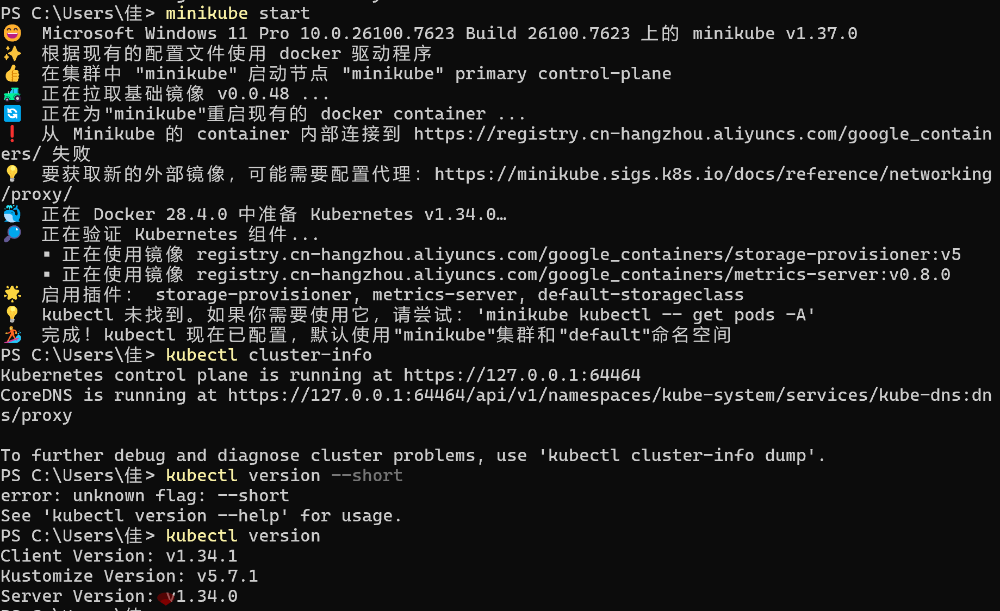 PS C:\Users\佳> minikube start
Microsoft Windows 11 Pro 10.0.26100.7623 Build 26100.7623 上的 minikube v1.37.0
根据现有的配置文件使用 docker 驱动程序
在集群中 "minikube" 启动节点 "minikube" primary control-plane
正在拉取基础镜像 v0.0.48 ...
正在为"minikube"重启现有的 docker container ...
从 Minikube 的 container 内部连接到 https://registry.cn-hangzhou.aliyuncs.com/google_contain
ers/ 失败
要获取新的外部镜像，可能需要配置代理：https://minikube.sigs.k8s.io/docs/reference/networking
/proxy/
正在 Docker 28.4.0 中准备 Kubernetes v1.34.0…
正在验证 Kubernetes 组件...
▪ 正在使用镜像 registry.cn-hangzhou.aliyuncs.com/google_containers/storage-provisioner:v5
▪ 正在使用镜像 registry.cn-hangzhou.aliyuncs.com/google_containers/metrics-server:v0.8.0
启用插件： storage-provisioner, metrics-server, default-storageclass
kubectl 未找到。如果你需要使用它，请尝试：'minikube kubectl -- get pods -A'
完成！kubectl 现在已配置，默认使用"minikube"集群和"default"命名空间
PS C:\Users\佳> kubectl cluster-info
Kubernetes control plane is running at https://127.0.0.1:64464
CoreDNS is running at https://127.0.0.1:64464/api/v1/namespaces/kube-system/services/kube-dns:dn
s/proxy
To further debug and diagnose cluster problems, use 'kubectl cluster-info dump'.
PS C:\Users\佳> kubectl version --short
error: unknown flag: --short
See 'kubectl version --help' for usage.
PS C:\Users\佳> kubectl version
Client Version: v1.34.1
Kustomize Version: v5.7.1
Server Version: v1.34.0